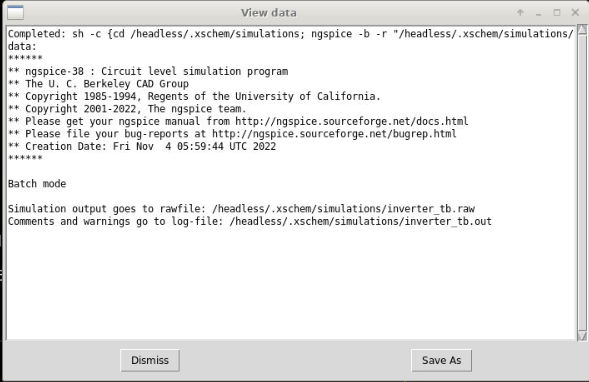 View data
Completed: sh -c {cd /headless/.xschem/simulations; ngspice -b -r "/headless/.xschem/simulations/
data:
******
** ngspice-38 : Circuit level simulation program
** The U. C. Berkeley CAD Group
** Copyright 1985-1994, Regents of the University of California.
** Copyright 2001-2022, The ngspice team.
** Please get your ngspice manual from http://ngspice.sourceforge.net/docs.html
** Please file your bug-reports at http://ngspice.sourceforge.net/bugrep.html
** Creation Date: Fri Nov  4 05:59:44 UTC 2022
******
Batch mode
Simulation output goes to rawfile: /headless/.xschem/simulations/inverter_tb.raw
Comments and warnings go to log-file: /headless/.xschem/simulations/inverter_tb.out
Dismiss
Save As